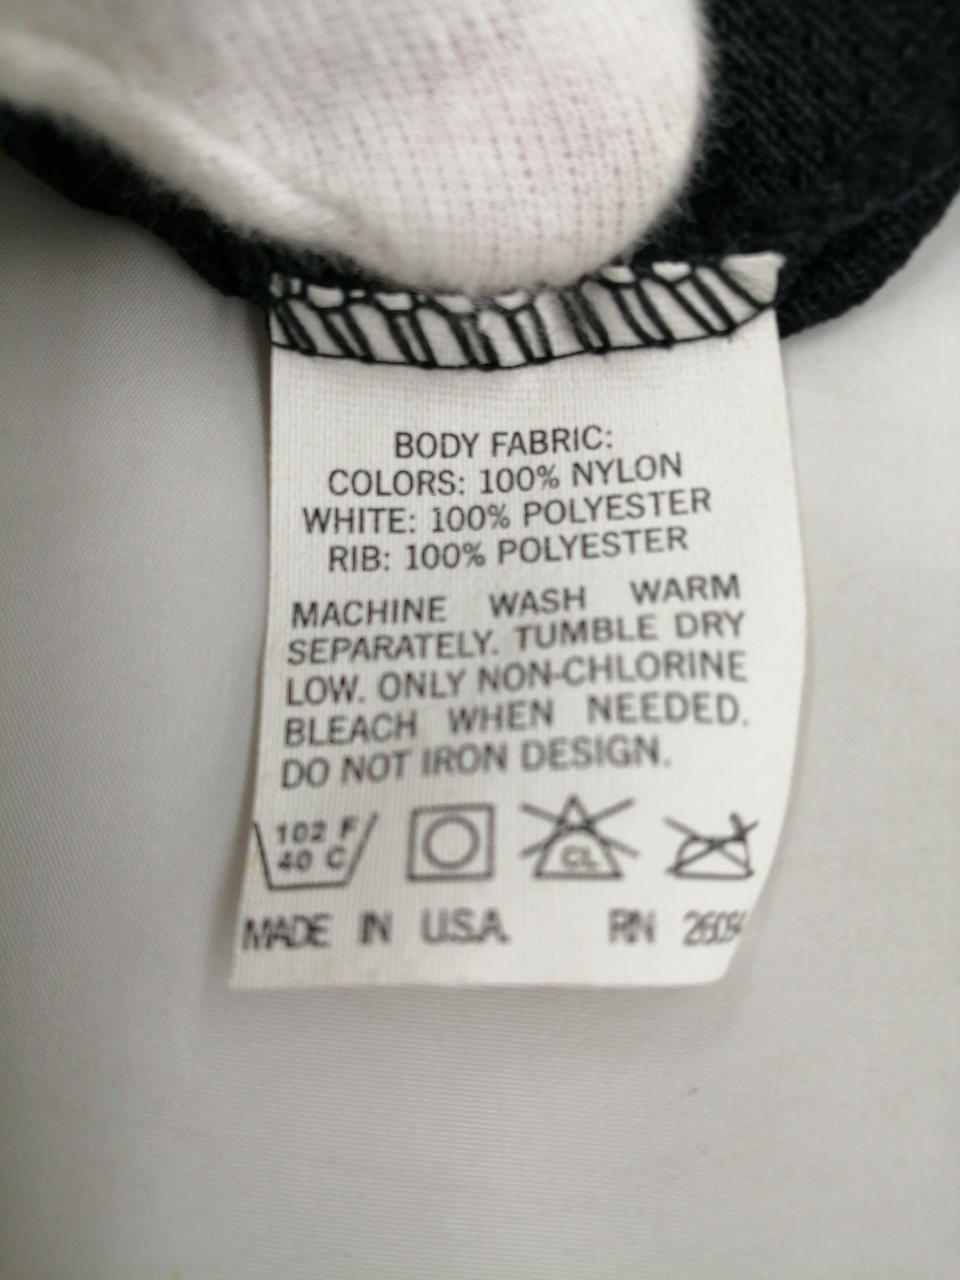 BODY FABRIC:
COLORS: 100% NYLON
WHITE: 100% POLYESTER
RIB: 100% POLYESTER
MACHINE WASH WARM
SEPARATELY. TUMBLE DRY
LOW. ONLY NON-CHLORINE
BLEACH WHEN NEEDED.
DO NOT IRON DESIGN.
102 F
40 C
CL
MADE IN U.S.A. RN